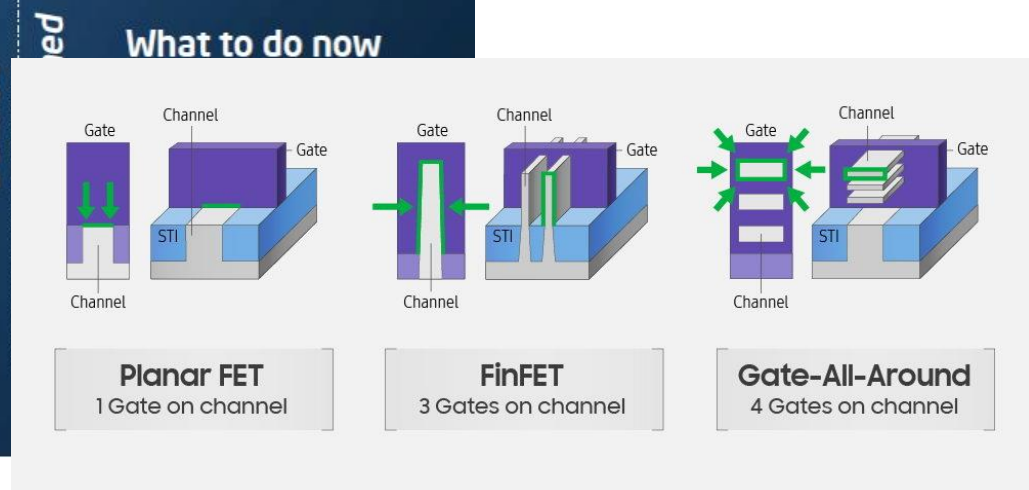 What to do now
Gate
Channel
Gate
STI
Channel
Gate
Channel
Gate
STI
Channel
Gate
Channel
Gate
STI
Channel
Planar FET
1 Gate on channel
FinFET
3 Gates on channel
Gate-All-Around
4 Gates on channel